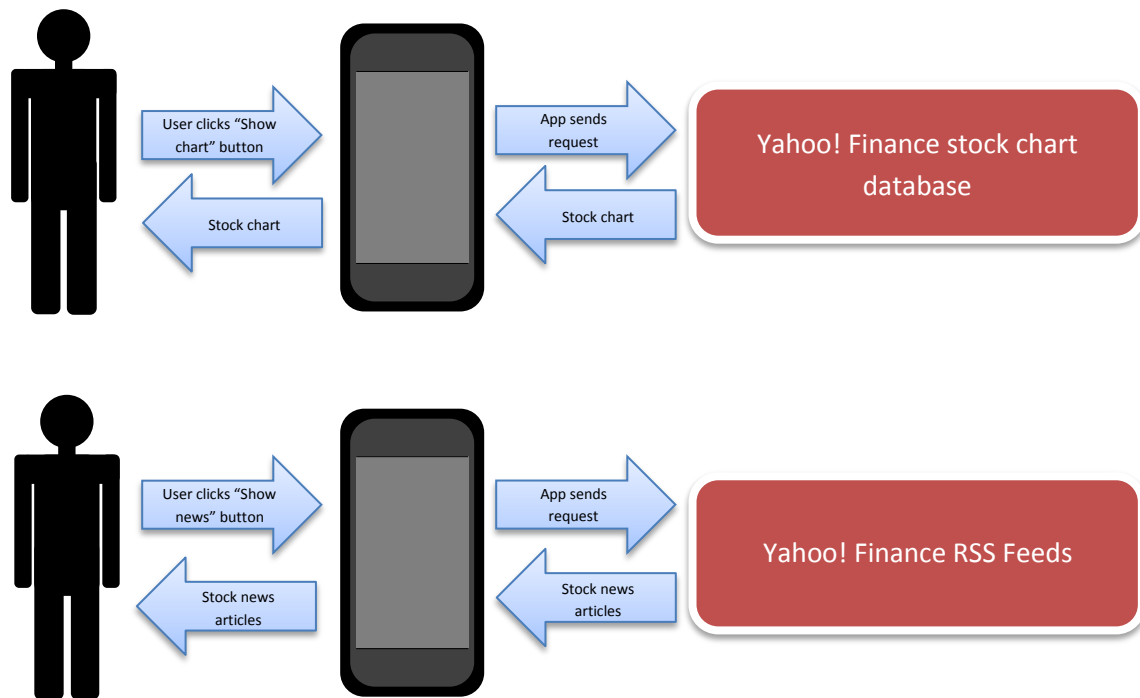 User clicks “Show
chart” button
App sends
request
Yahoo! Finance stock chart
database
Stock chart
Stock chart
User clicks “Show
news” button
App sends
request
Yahoo! Finance RSS Feeds
Stock news
articles
Stock news
articles